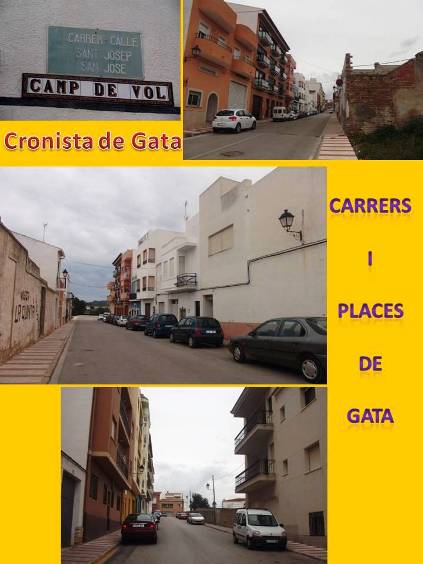 CARRER CALLE
SANT JOSEP
SAN JOSE
CAMP DE VOL
Cronista de Gata
CARRERS
I
PLACES
DE
GATA